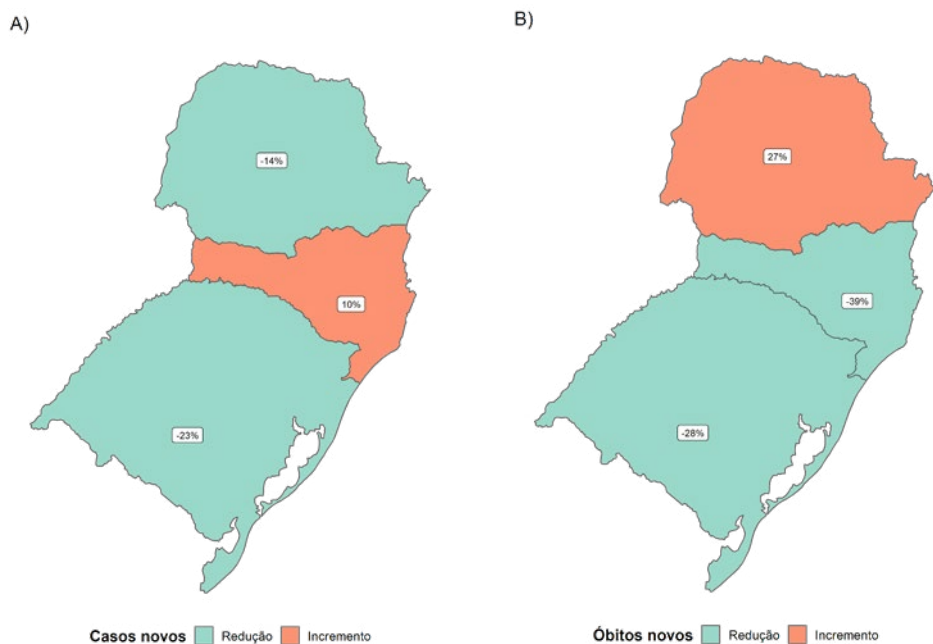 A)
-14%
10%
-23%
Casos novos Redução Incremento
B)
27%
-39%
-28%
Óbitos novos Redução Incremento